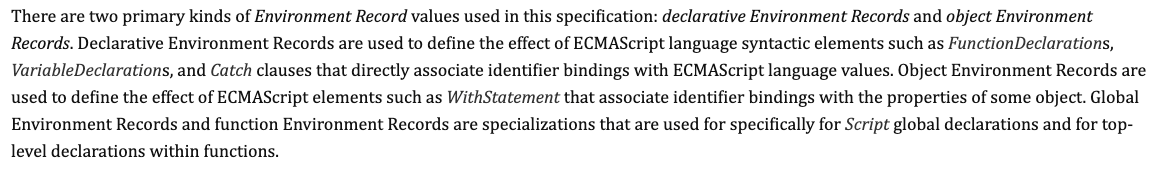 There are two primary kinds of Environment Record values used in this specification: declarative Environment Records and object Environment
Records. Declarative Environment Records are used to define the effect of ECMAScript language syntactic elements such as FunctionDeclarations,
VariableDeclarations, and Catch clauses that directly associate identifier bindings with ECMAScript language values. Object Environment Records are
used to define the effect of ECMAScript elements such as WithStatement that associate identifier bindings with the properties of some object. Global
Environment Records and function Environment Records are specializations that are used for specifically for Script global declarations and for top-
level declarations within functions.